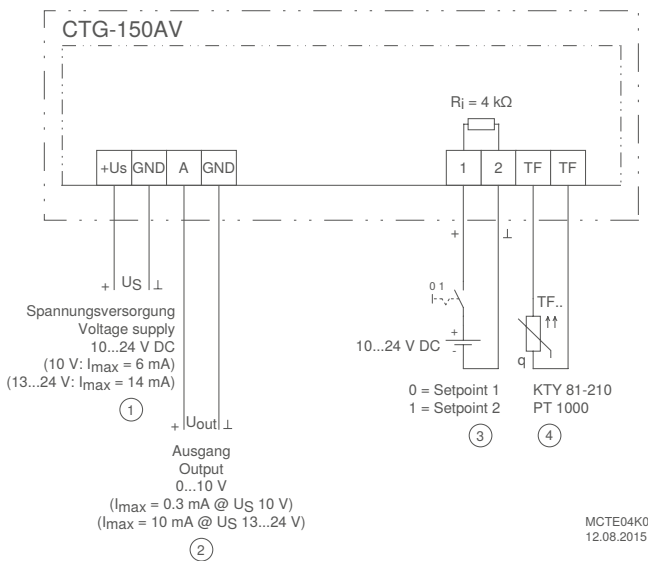 CTG-150AV
Ri = 4 kΩ
+Us GND A GND
1 2 TF TF
+ ⊥
+ US ⊥
Spannungsversorgung
Voltage supply
10...24 V DC
(10 V: Imax = 6 mA)
(13...24 V: Imax = 14 mA)
1
+ Uout ⊥
Ausgang
Output
0...10 V
(Imax = 0.3 mA @ US 10 V)
(Imax = 10 mA @ US 13...24 V)
2
0 1
+
10...24 V DC
-
0 = Setpoint 1
1 = Setpoint 2
3
TF..
q
KTY 81-210
PT 1000
4
MCTE04K0
12.08.2015